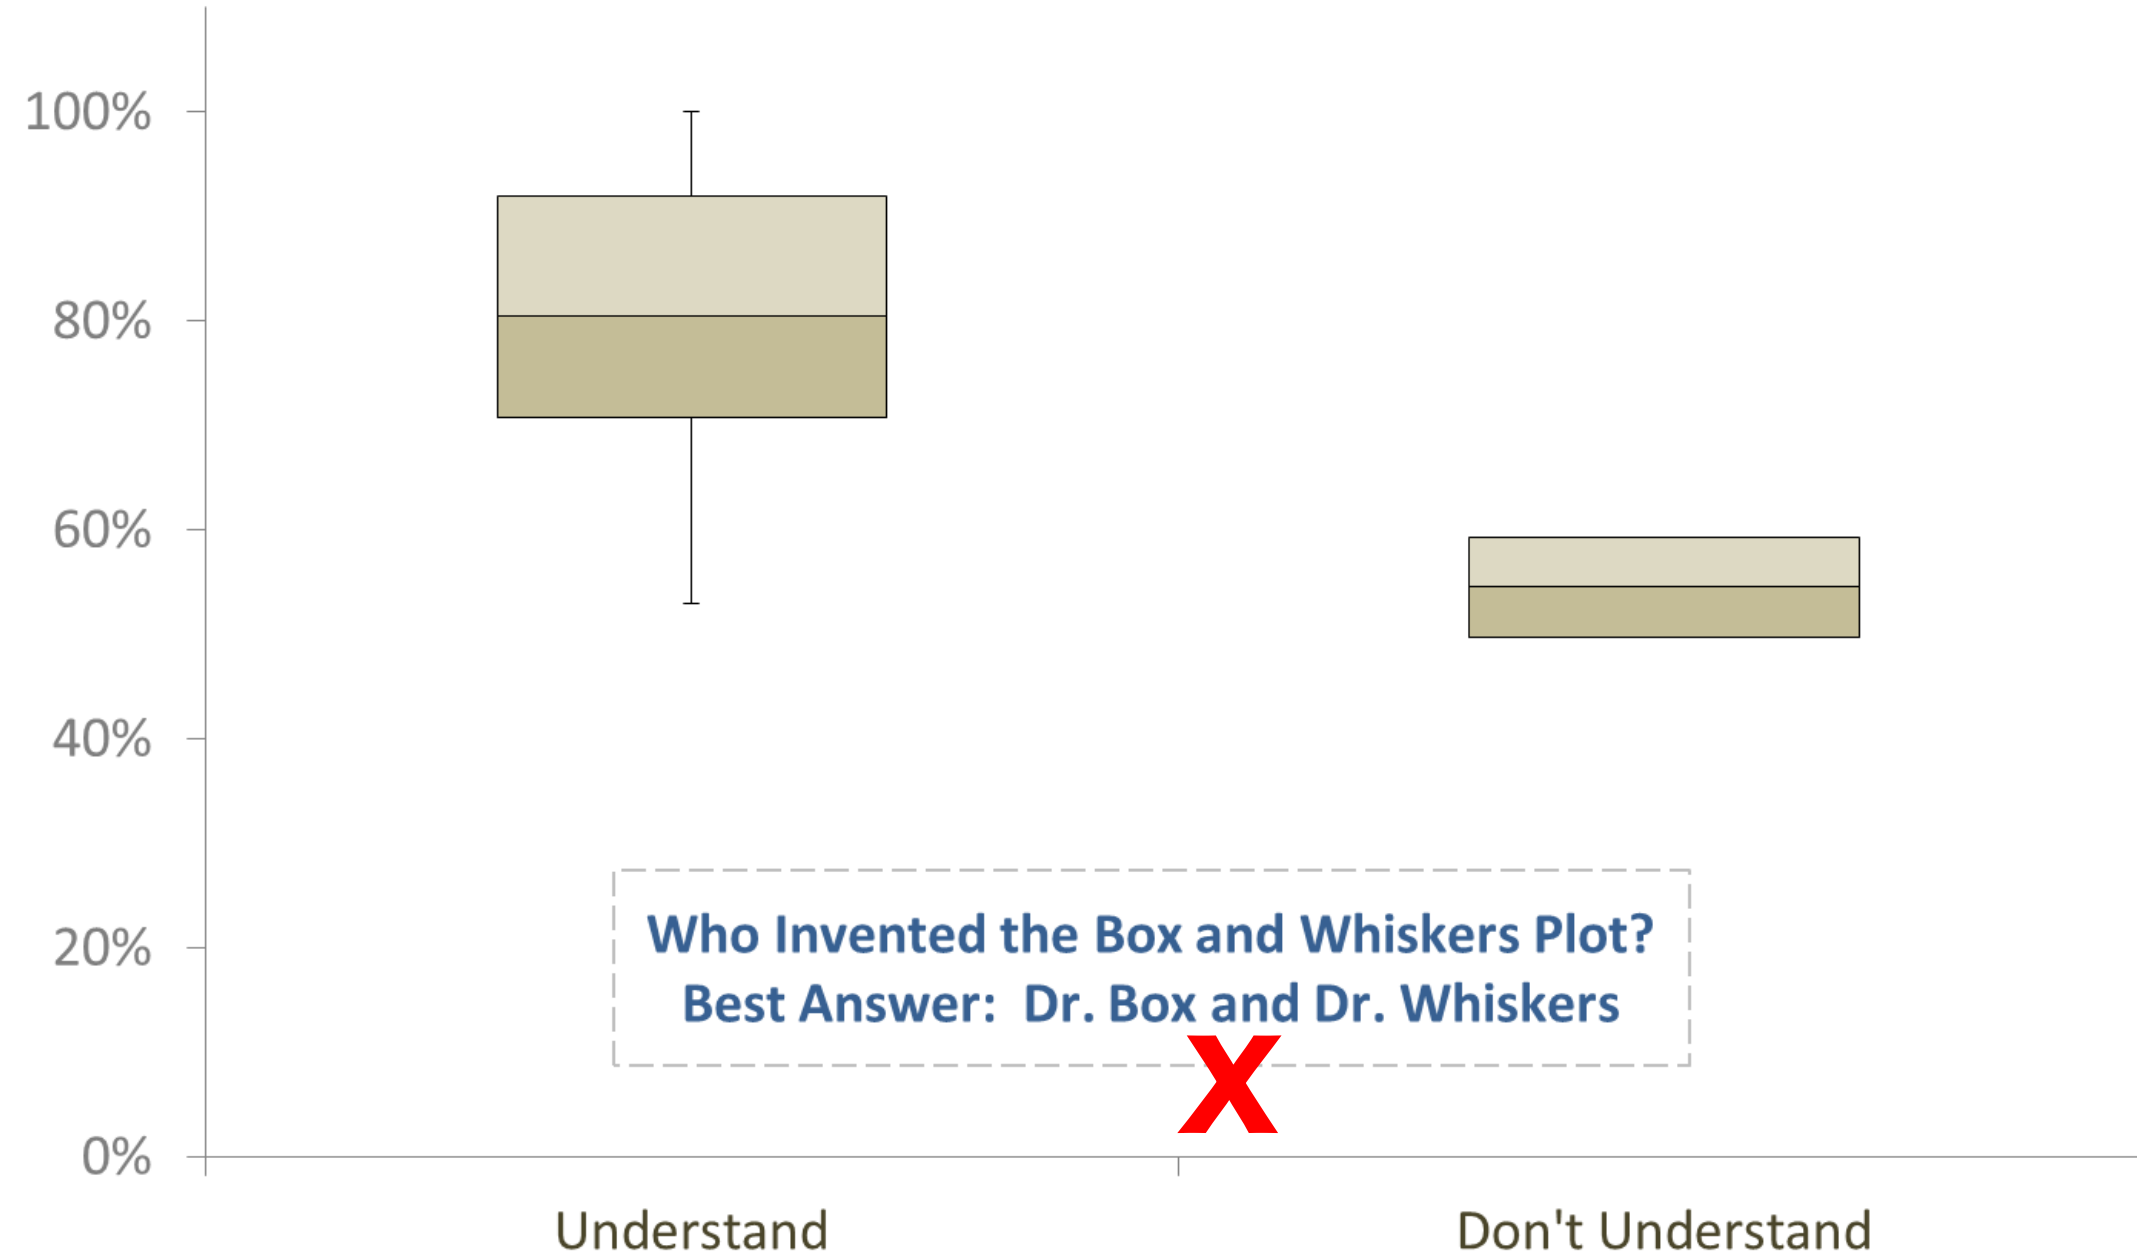 100%
80%
60%
40%
20%
0%
Who Invented the Box and Whiskers Plot?
Best Answer:  Dr. Box and Dr. Whiskers
X
Understand
Don't Understand